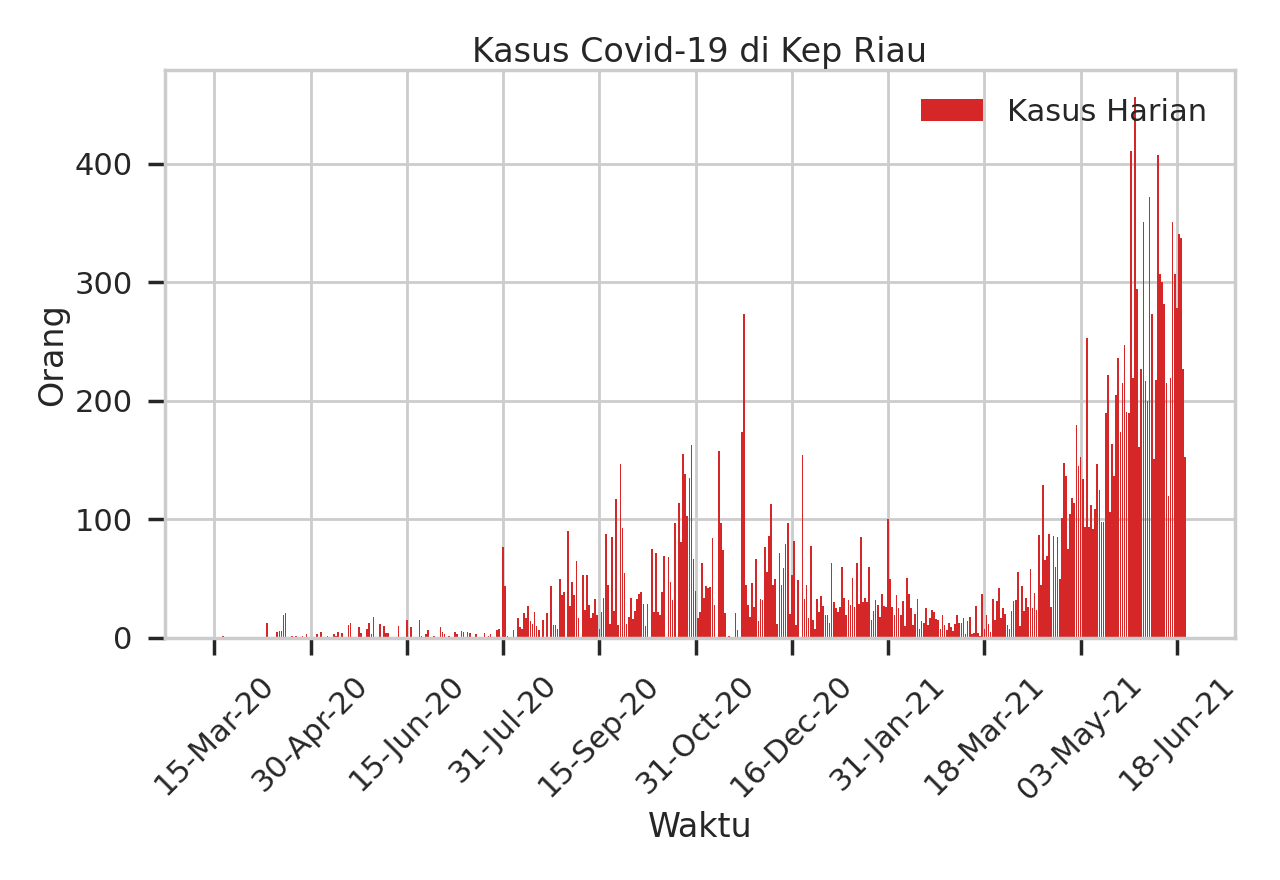 Kasus Covid-19 di Kep Riau
Kasus Harian
Orang
400
300
200
100
0
15-Mar-20
30-Apr-20
15-Jun-20
31-Jul-20
15-Sep-20
31-Oct-20
16-Dec-20
31-Jan-21
18-Mar-21
03-May-21
18-Jun-21
Waktu